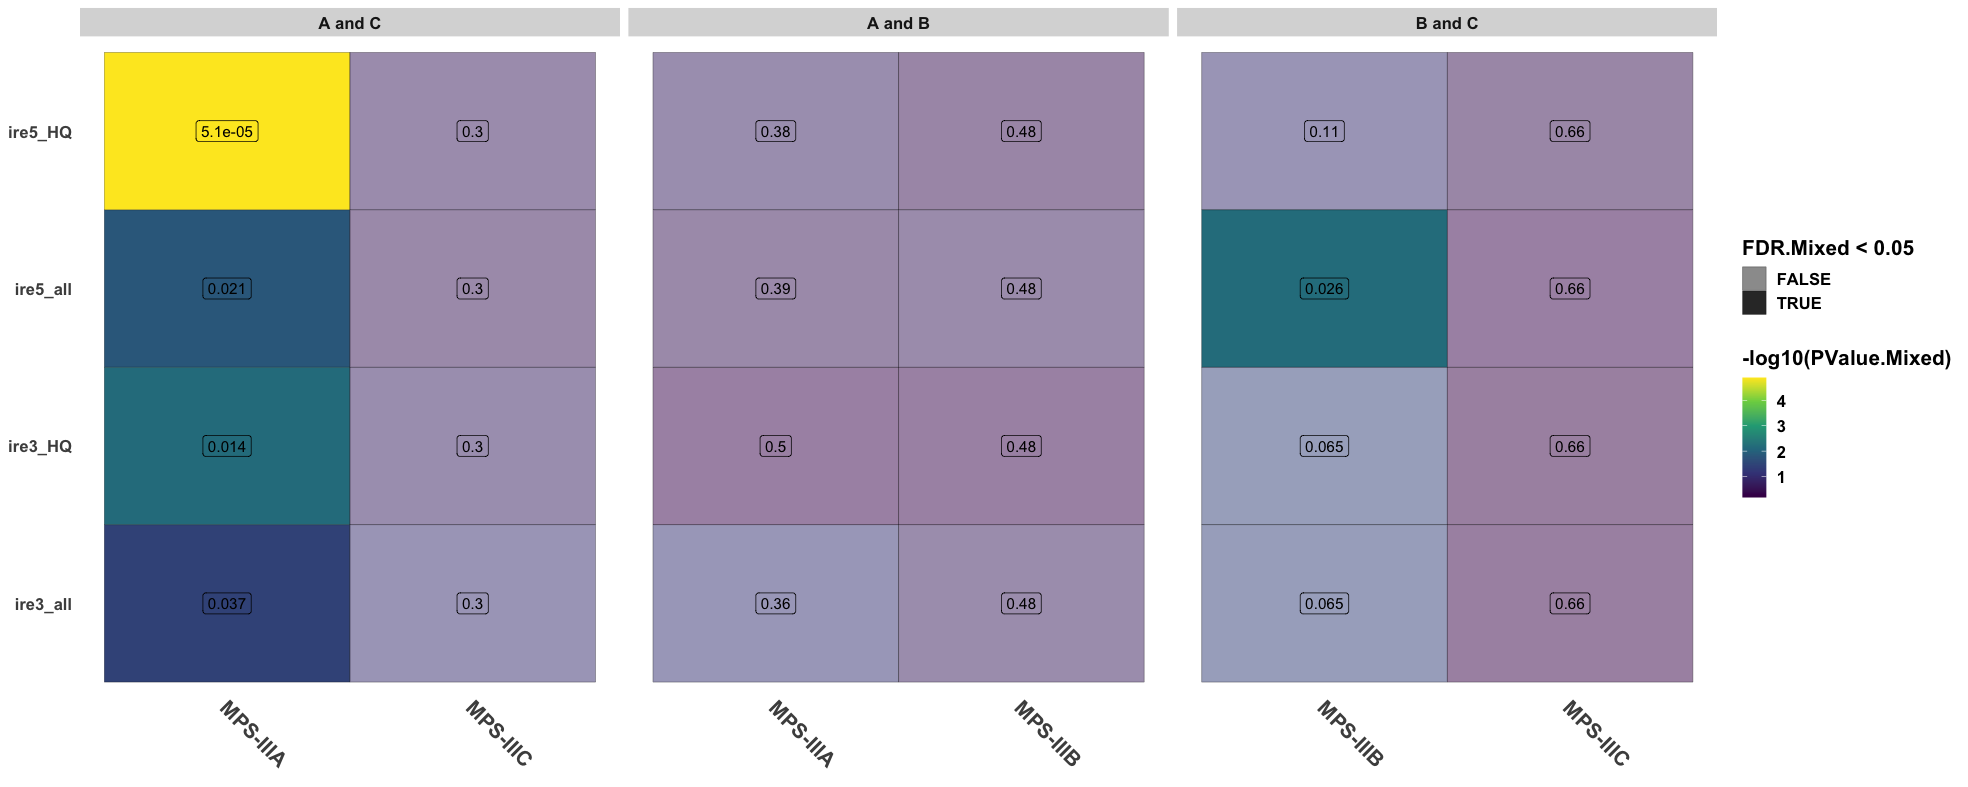 A and C
A and B
B and C
ire5_HQ
5.1e-05
0.3
0.38
0.48
0.11
0.66
ire5_all
0.021
0.3
0.39
0.48
0.026
0.66
ire3_HQ
0.014
0.3
0.5
0.48
0.065
0.66
ire3_all
0.037
0.3
0.36
0.48
0.065
0.66
MPS-IIIA
MPS-IIIC
MPS-IIIA
MPS-IIIB
MPS-IIIB
MPS-IIIC
FDR.Mixed < 0.05
FALSE
TRUE
-log10(PValue.Mixed)
4
3
2
1